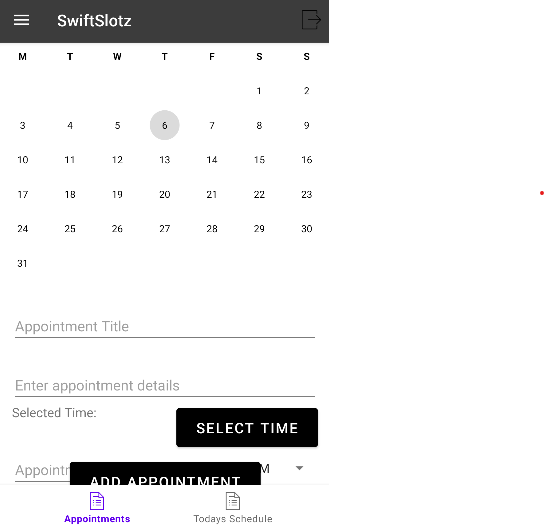 SwiftSlotz
M T W T F S S
1 2
3 4 5 6 7 8 9
10 11 12 13 14 15 16
17 18 19 20 21 22 23
24 25 26 27 28 29 30
31
Appointment Title
Enter appointment details
Selected Time:
SELECT TIME
ADD APPOINTMENT
Appointments
Todays Schedule